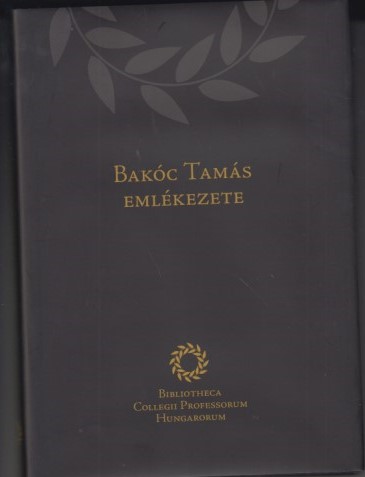 BAKÓC TAMÁS
EMLÉKEZETE
BIBLIOTHECA
COLLEGII PROFESSORUM
HUNGARORUM